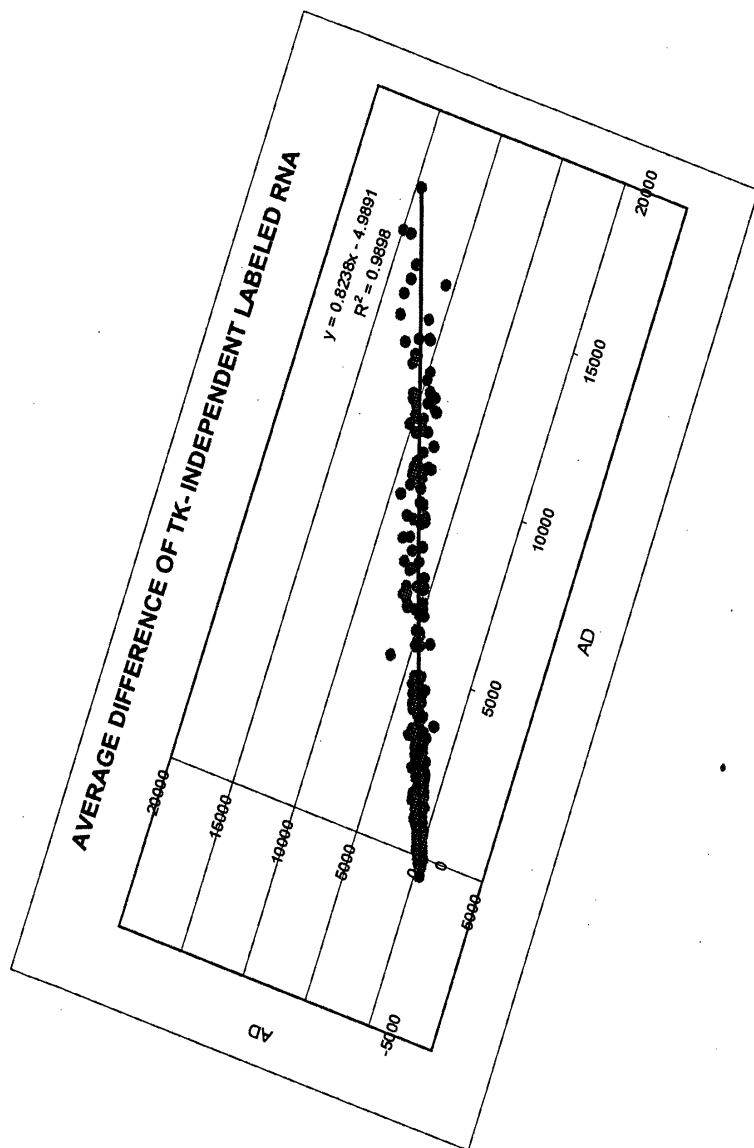 AVERAGE DIFFERENCE OF TK- INDEPENDENT LABELED RNA
y = 0.8238x - 4.9891
R² = 0.9898
20000
15000
10000
5000
0
5000
AD
-5000
0
5000
10000
15000
20000
AD